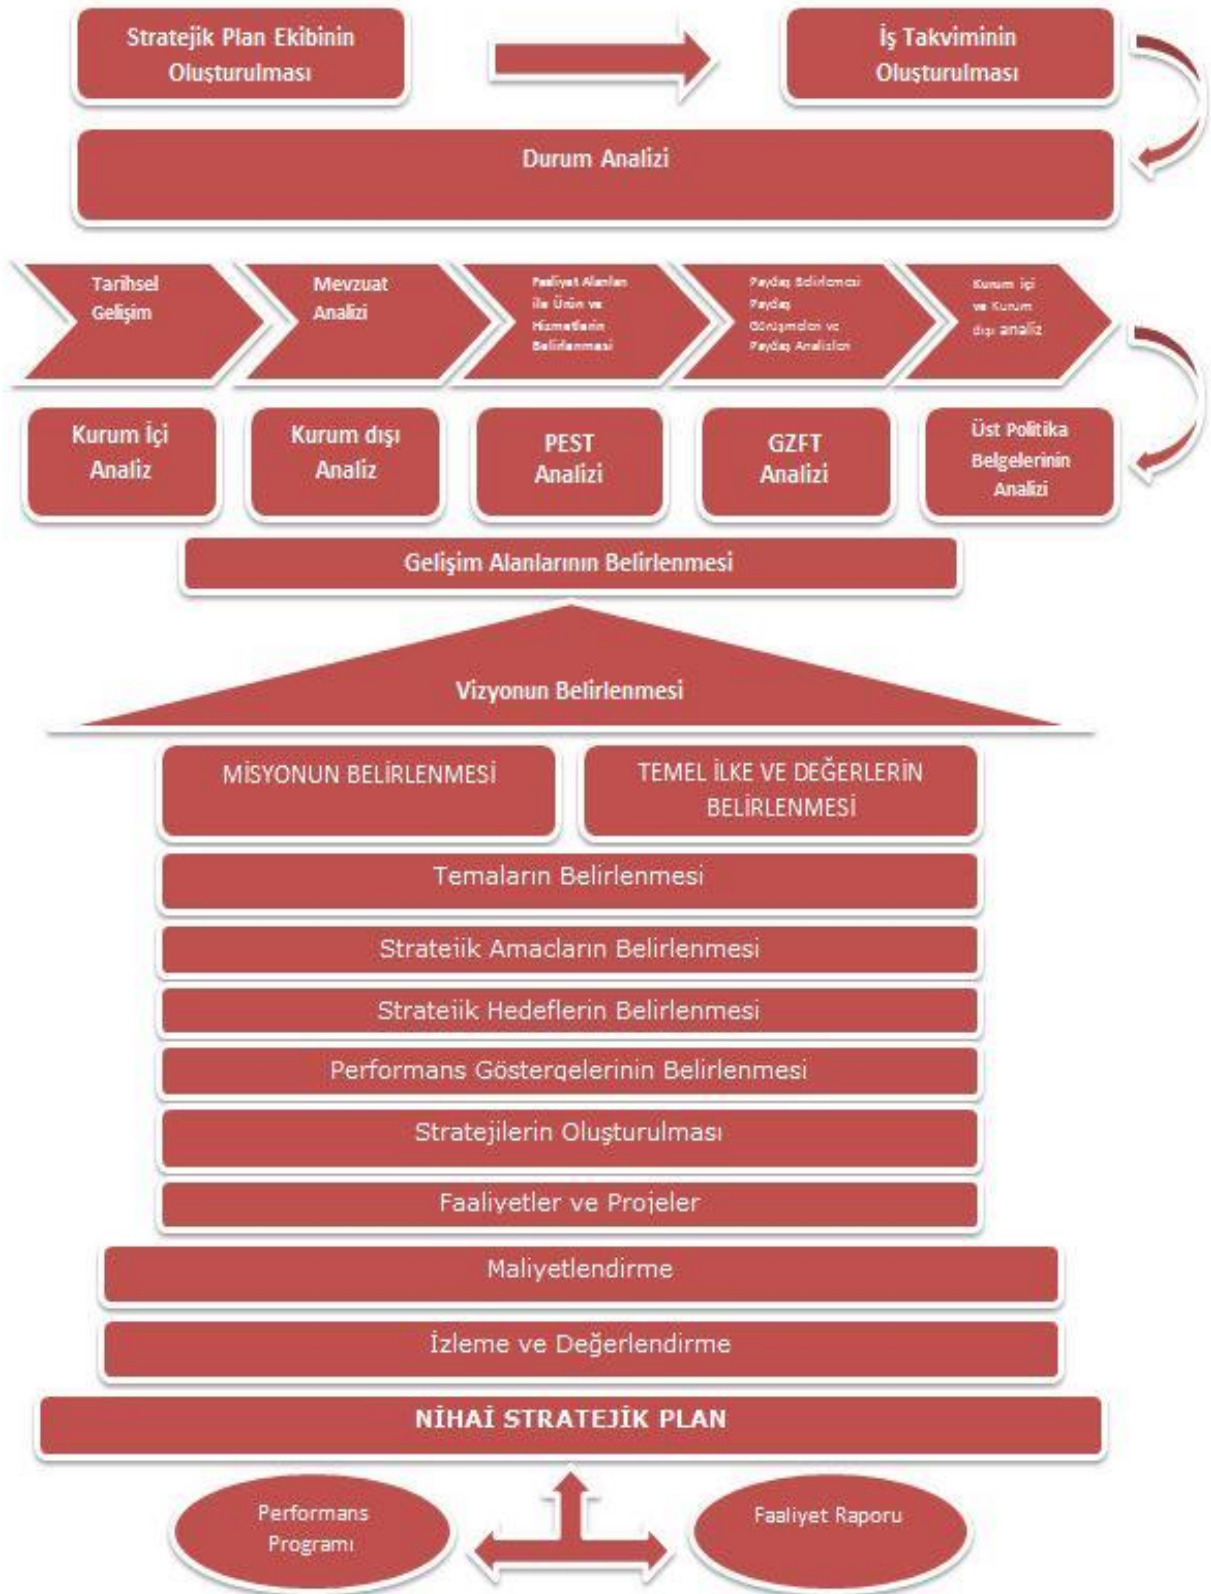 Stratejik Plan Ekibinin
Oluşturulması
İş Takviminin
Oluşturulması
Durum Analizi
Tarihsel
Gelişim
Mevzuat
Analizi
Faaliyet Alanları
ile Ürün ve
Hizmetlerin
Belirlenmesi
Paydaş Belirlemesi
Paydaş
Görüşmeleri ve
Paydaş Analizleri
Kurum içi
ve Kurum
dışı analiz
Kurum İçi
Analiz
Kurum dışı
Analiz
PEST
Analizi
GZFT
Analizi
Üst Politika
Belgelerinin
Analizi
Gelişim Alanlarının Belirlenmesi
Vizyonun Belirlenmesi
MİSYONUN BELİRLENMESİ
TEMEL İLKE VE DEĞERLERİN
BELİRLENMESİ
Temaların Belirlenmesi
Stratejik Amaçların Belirlenmesi
Stratejik Hedeflerin Belirlenmesi
Performans Göstergelerinin Belirlenmesi
Stratejilerin Oluşturulması
Faaliyetler ve Projeler
Maliyetlendirme
İzleme ve Değerlendirme
NİHAİ STRATEJİK PLAN
Performans
Programı
Faaliyet Raporu